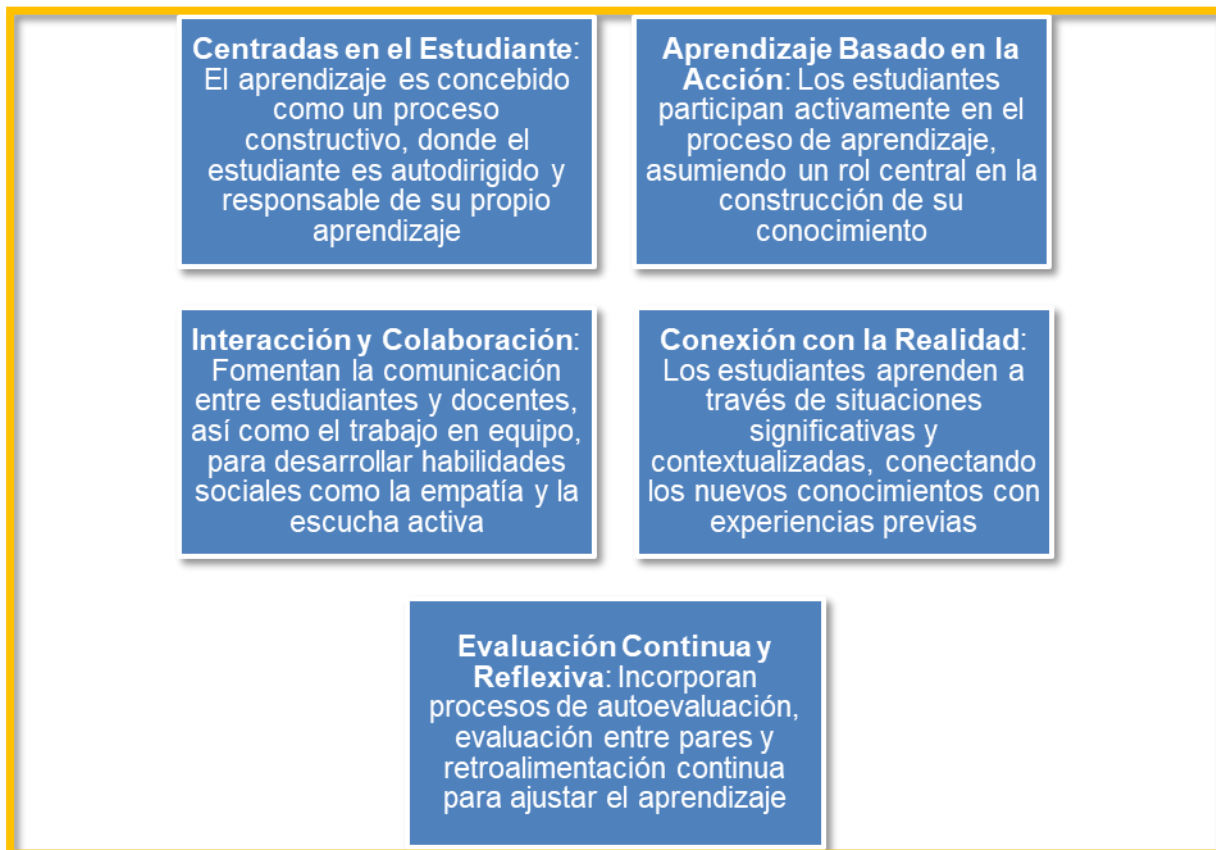 Centradas en el Estudiante:
El aprendizaje es concebido
como un proceso
constructivo, donde el
estudiante es autodirigido y
responsable de su propio
aprendizaje
Aprendizaje Basado en la
Acción: Los estudiantes
participan activamente en el
proceso de aprendizaje,
asumiendo un rol central en la
construcción de su
conocimiento
Interacción y Colaboración:
Fomentan la comunicación
entre estudiantes y docentes,
así como el trabajo en equipo,
para desarrollar habilidades
sociales como la empatía y la
escucha activa
Conexión con la Realidad:
Los estudiantes aprenden a
través de situaciones
significativas y
contextualizadas, conectando
los nuevos conocimientos con
experiencias previas
Evaluación Continua y
Reflexiva: Incorporan
procesos de autoevaluación,
evaluación entre pares y
retroalimentación continua
para ajustar el aprendizaje